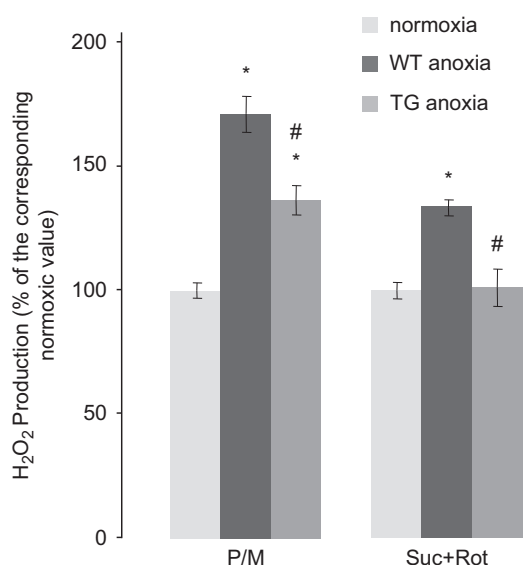 H₂O₂ Production (% of the corresponding
normoxic value)
200
150
100
50
0
normoxia
WT anoxia
TG anoxia
*
#
*
*
#
P/M
Suc+Rot